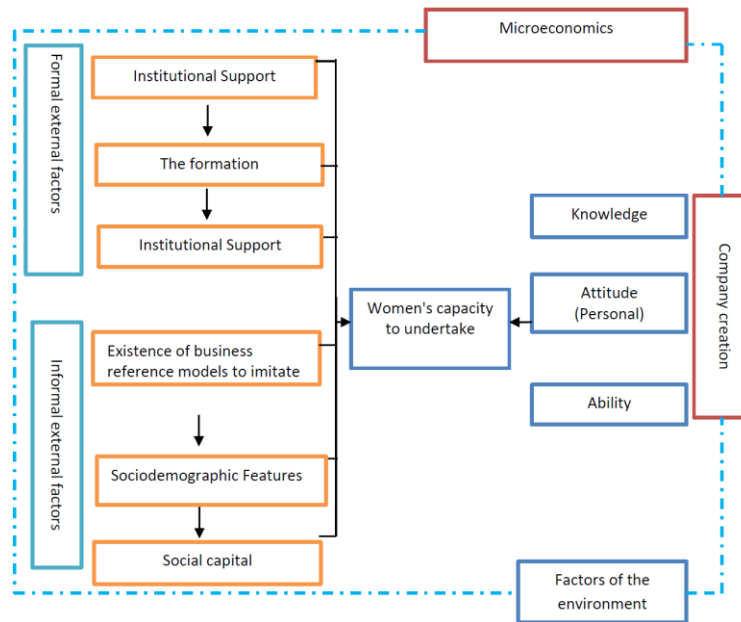 Microeconomics
Formal external factors
Institutional Support
The formation
Institutional Support
Informal external factors
Existence of business
reference models to imitate
Sociodemographic Features
Social capital
Women's capacity
to undertake
Knowledge
Attitude
(Personal)
Ability
Company creation
Factors of the
environment